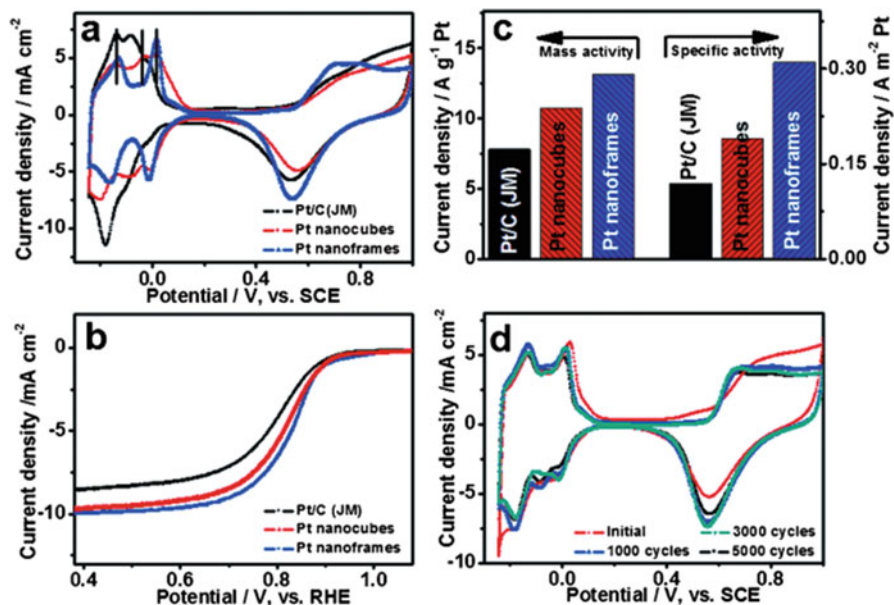 a
Current density / mA cm-2
5
0
-5
-10
0.0
0.4
0.8
Potential / V, vs. SCE
Pt/C(JM)
Pt nanocubes
Pt nanoframes
c
Current density / A g-1 Pt
15
10
5
0
Mass activity
Specific activity
Pt/C (JM)
Pt nanocubes
Pt nanoframes
Pt/C (JM)
Pt nanocubes
Pt nanoframes
0.30
0.15
0.00
Current density / A m-2 Pt
b
Current density /mA cm-2
0
-5
-10
0.4
0.6
0.8
1.0
Potential / V, vs. RHE
Pt/C (JM)
Pt nanocubes
Pt nanoframes
d
Current density /mA cm-2
5
0
-5
-10
0.0
0.4
0.8
Potential / V, vs. SCE
Initial
3000 cycles
1000 cycles
5000 cycles